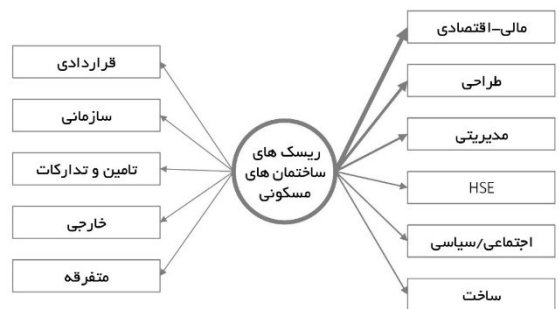 مالی-اقتصادی
طراحی
مدیریتی
HSE
اجتماعی/سیاسی
ساخت
ریسک های
ساختمان های
مسکونی
قراردادی
سازمانی
تامین و تدارکات
خارجی
متفرقه